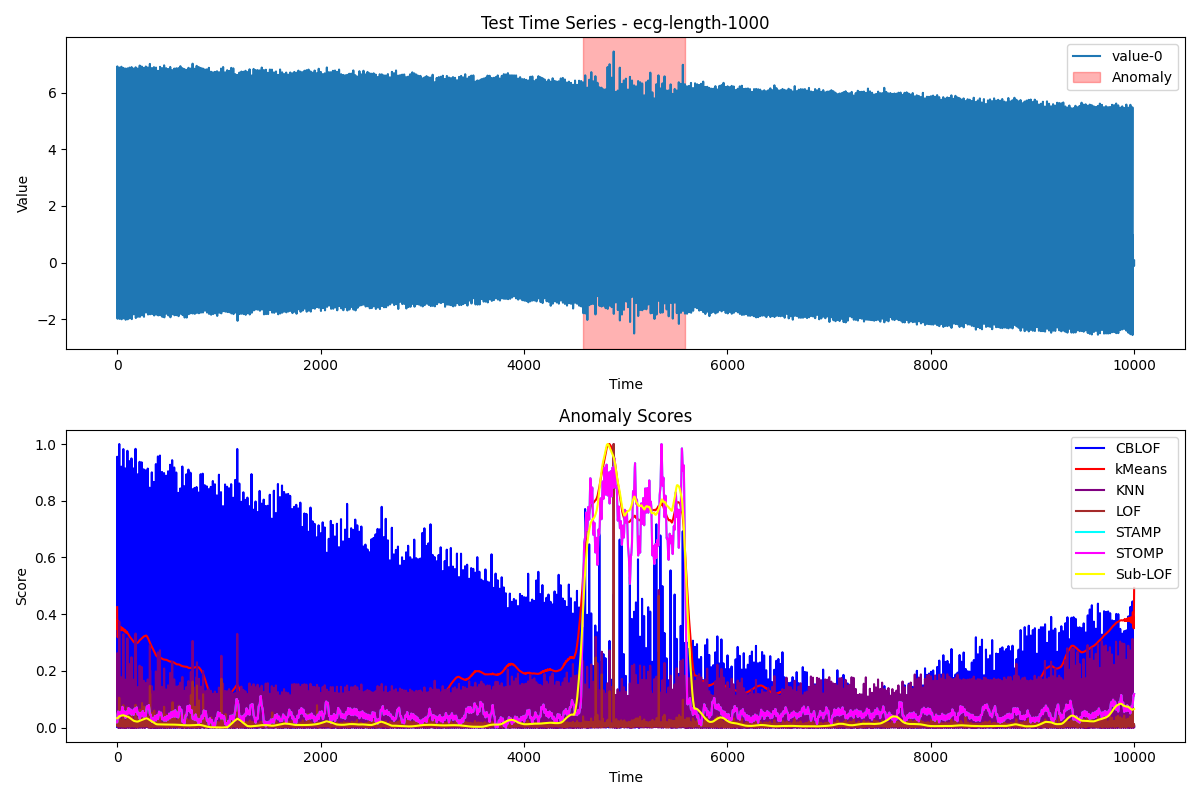 Test Time Series - ecg-length-1000
value-0
Anomaly
6
4
2
0
−2
Value
0 2000 4000 6000 8000 10000
Time
Anomaly Scores
CBLOF
kMeans
KNN
LOF
STAMP
STOMP
Sub-LOF
1.0
0.8
0.6
0.4
0.2
0.0
Score
0 2000 4000 6000 8000 10000
Time